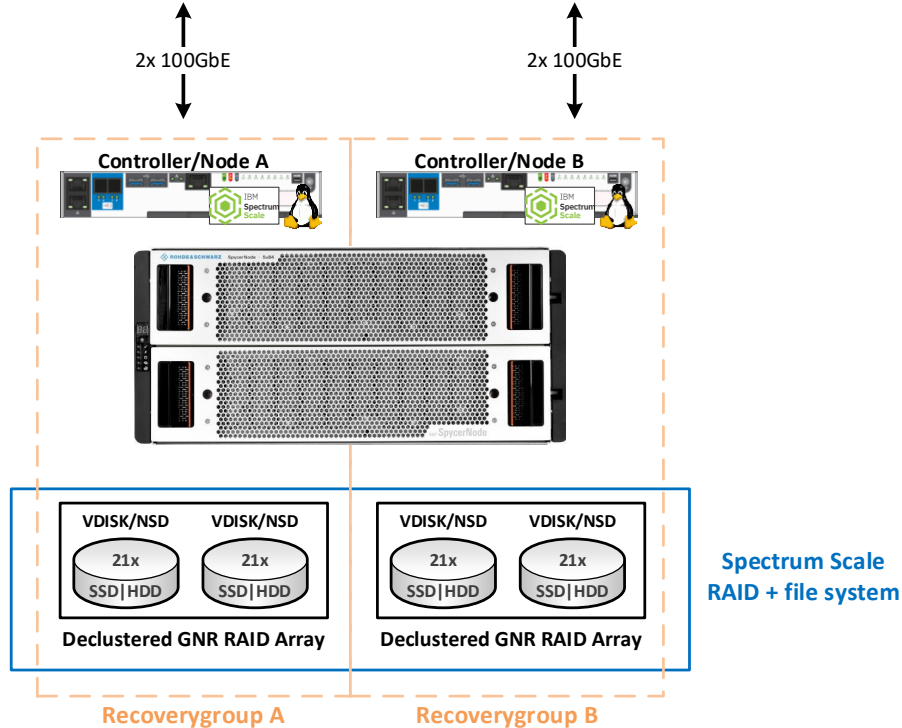 2x 100GbE
2x 100GbE
Controller/Node A
Controller/Node B
IBM
Spectrum
Scale
IBM
Spectrum
Scale
ROHDE&SCHWARZ SpycerNode 5u84
SpycerNode
VDISK/NSD VDISK/NSD
VDISK/NSD VDISK/NSD
21x 21x
21x 21x
SSD|HDD SSD|HDD
SSD|HDD SSD|HDD
Declustered GNR RAID Array
Declustered GNR RAID Array
Spectrum Scale
RAID + file system
Recoverygroup A
Recoverygroup B